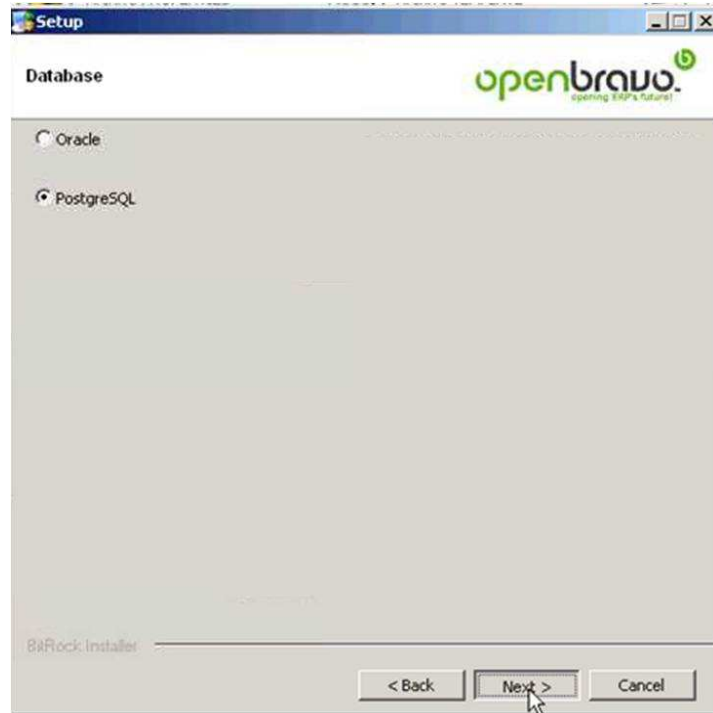 Setup
Database
openbravo.
opening ERP's future!
Oracle
PostgreSQL
BitRock Installer
< Back
Next >
Cancel